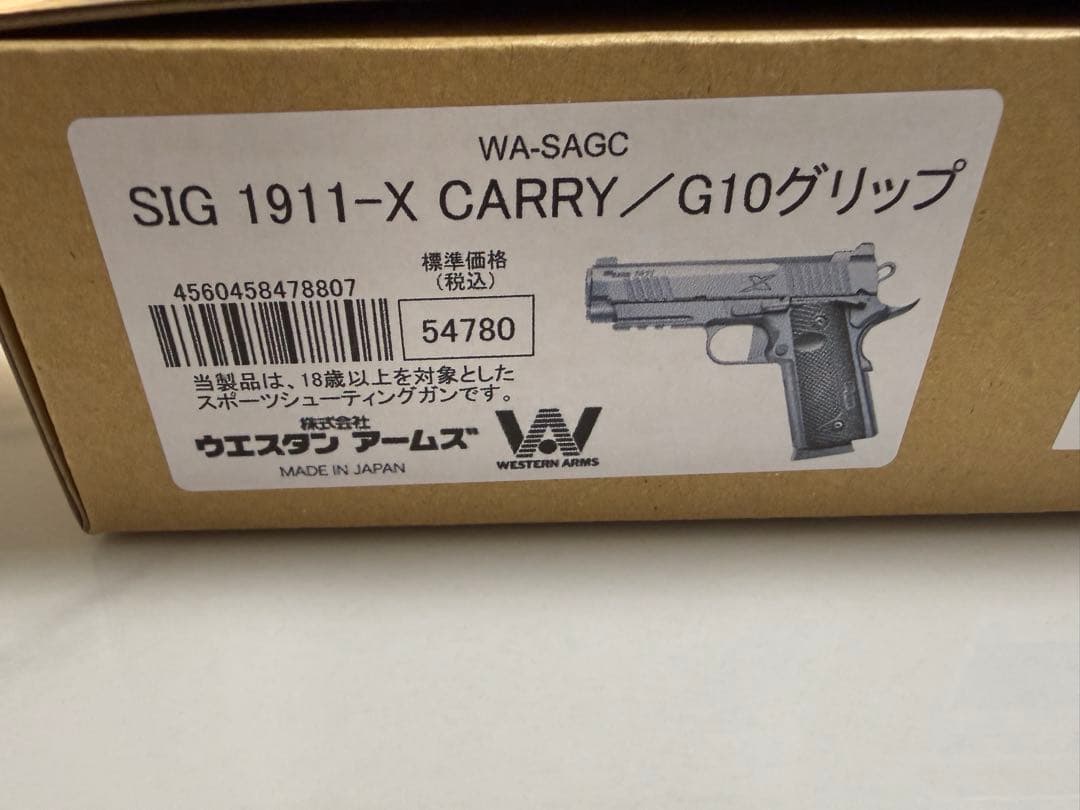 WA-SAGC
SIG 1911-X CARRY／G10グリップ
4560458478807
標準価格
(税込)
54780
当製品は、18歳以上を対象とした
スポーツシューティングガンです。
株式会社
ウエスタン アームズ
MADE IN JAPAN
WESTERN ARMS